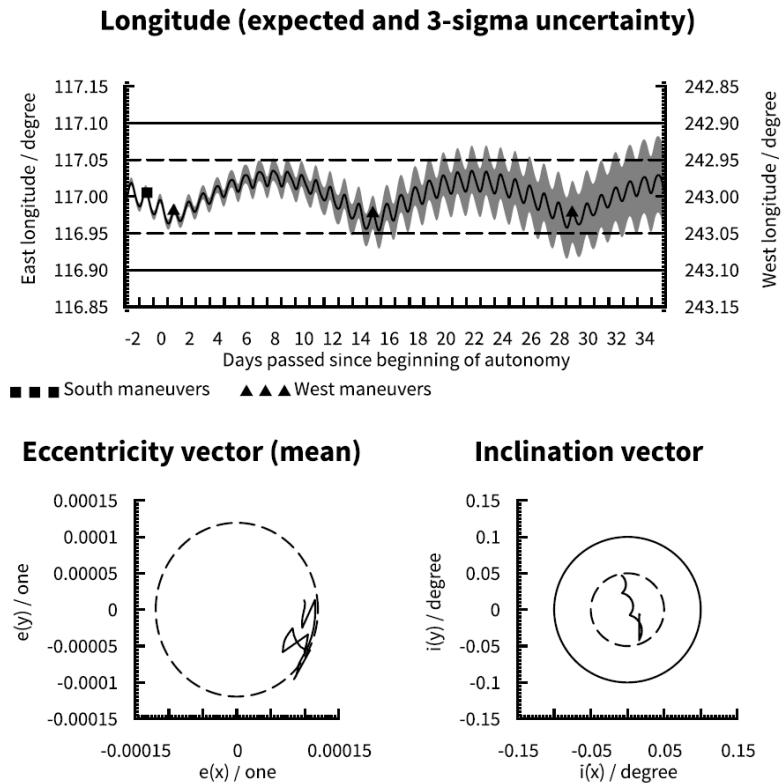 Longitude (expected and 3-sigma uncertainty)
East longitude / degree
117.15
117.10
117.05
117.00
116.95
116.90
116.85
242.85
242.90
242.95
243.00
243.05
243.10
243.15
West longitude / degree
-2 0 2 4 6 8 10 12 14 16 18 20 22 24 26 28 30 32 34
Days passed since beginning of autonomy
South maneuvers West maneuvers
Eccentricity vector (mean)
e(y) / one
0.00015
0.0001
0.00005
0
-0.00005
-0.0001
-0.00015
-0.00015 0 0.00015
e(x) / one
Inclination vector
i(y) / degree
0.15
0.1
0.05
0
-0.05
-0.1
-0.15
-0.15 -0.05 0.05 0.15
i(x) / degree